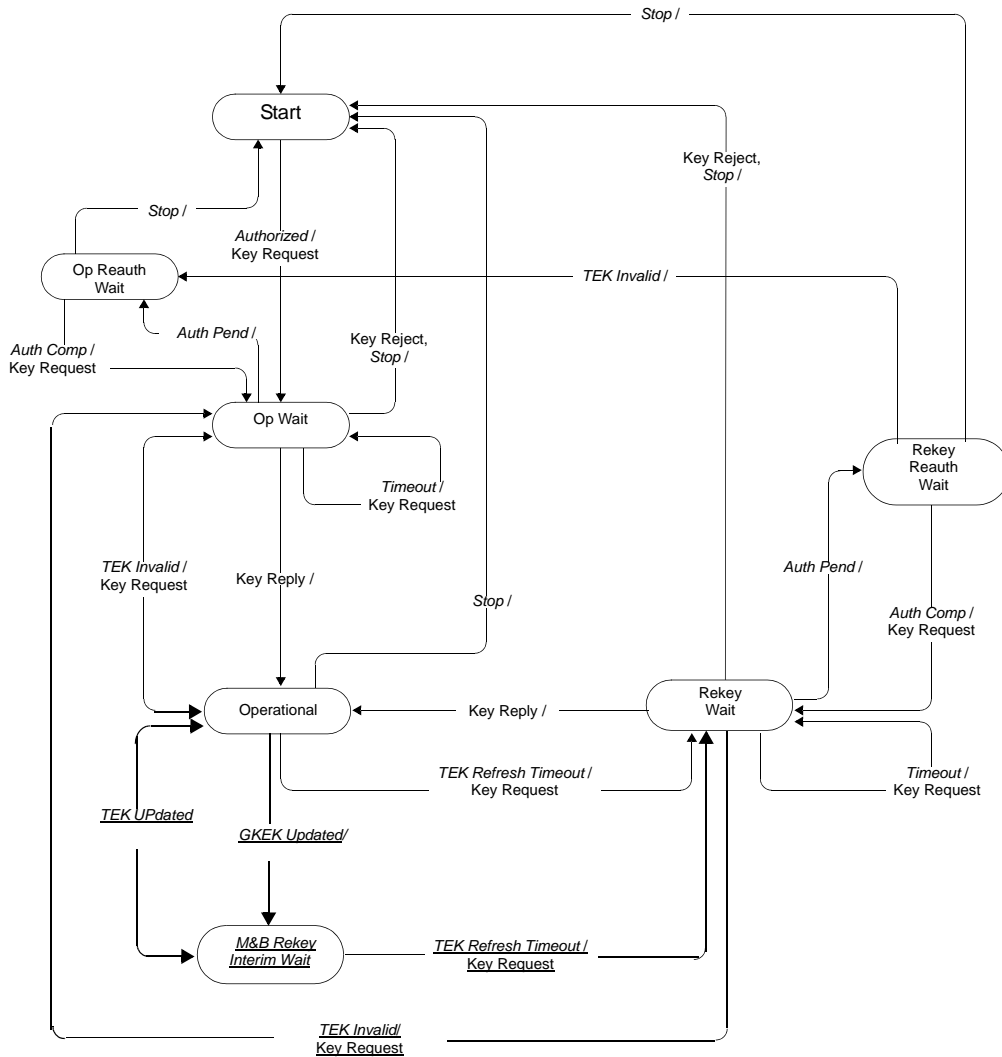 Stop /
Start
Key Reject,
Stop /
Stop /
Authorized /
Key Request
Op Reauth
Wait
TEK Invalid /
Auth Pend /
Key Reject,
Stop /
Auth Comp /
Key Request
Op Wait
Rekey
Reauth
Wait
Timeout /
Key Request
TEK Invalid /
Key Request
Key Reply /
Auth Pend /
Stop /
Auth Comp /
Key Request
Operational
Key Reply /
Rekey
Wait
TEK Refresh Timeout /
Key Request
Timeout /
Key Request
TEK UPdated
GKEK Updated/
M&B Rekey
Interim Wait
TEK Refresh Timeout /
Key Request
TEK Invalid/
Key Request